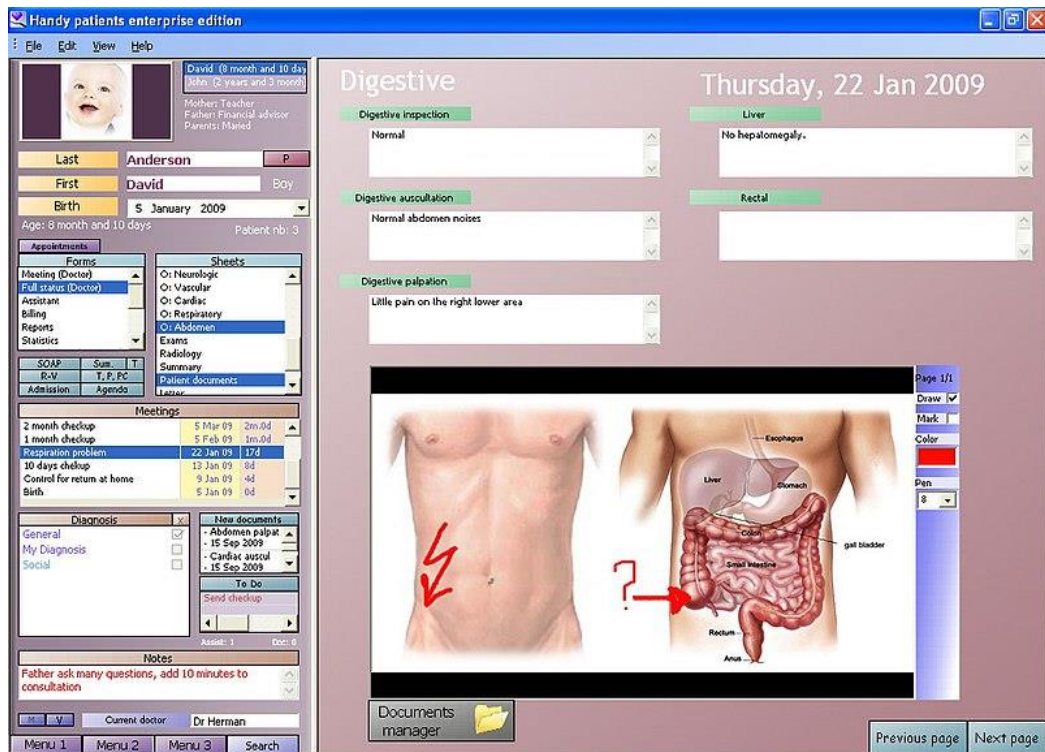 Handy patients enterprise edition
File Edit View Help
David (8 month and 10 day
John (2 years and 3 month
Mother: Teacher
Father: Financial advisor
Parents: Maried
Last Anderson P
First David Boy
Birth 5 January 2009
Age: 8 month and 10 days
Patient nb: 3
Appointments
Forms
Meeting (Doctor)
Full status (Doctor)
Assistant
Billing
Reports
Statistics
Sheets
O: Neurologic
O: Vascular
O: Cardiac
O: Respiratory
O: Abdomen
Exams
Radiology
Summary
Patient documents
Letter
SOAP Sum. T
R-V T, P, PC
Admission Agenda
Meetings
2 month checkup 5 Mar 09 2m.0d
1 month checkup 5 Feb 09 1m.0d
Respiration problem 22 Jan 09 17d
10 days chekup 13 Jan 09 8d
Control for return at home 9 Jan 09 4d
Birth 5 Jan 09 0d
Diagnosis X
General
My Diagnosis
Social
New documents
- Abdomen palpat
- 15 Sep 2009
- Cardiac auscul
- 15 Sep 2009
To Do
Send checkup
Assist: 1 Doc: 6
Notes
Father ask many questions, add 10 minutes to
consultation
M V Current doctor Dr Herman
Menu 1 Menu 2 Menu 3 Search
Digestive Thursday, 22 Jan 2009
Digestive inspection
Normal
Liver
No hepatomegaly.
Digestive auscultation
Normal abdomen noises
Rectal
Digestive palpation
Little pain on the right lower area
Page 1/1
Draw
Mark
Color
Pen
8
Esophagus
Liver
Stomach
Colon
gall bladder
Small intestine
?
Rectum
Anus
Documents
manager
Previous page Next page